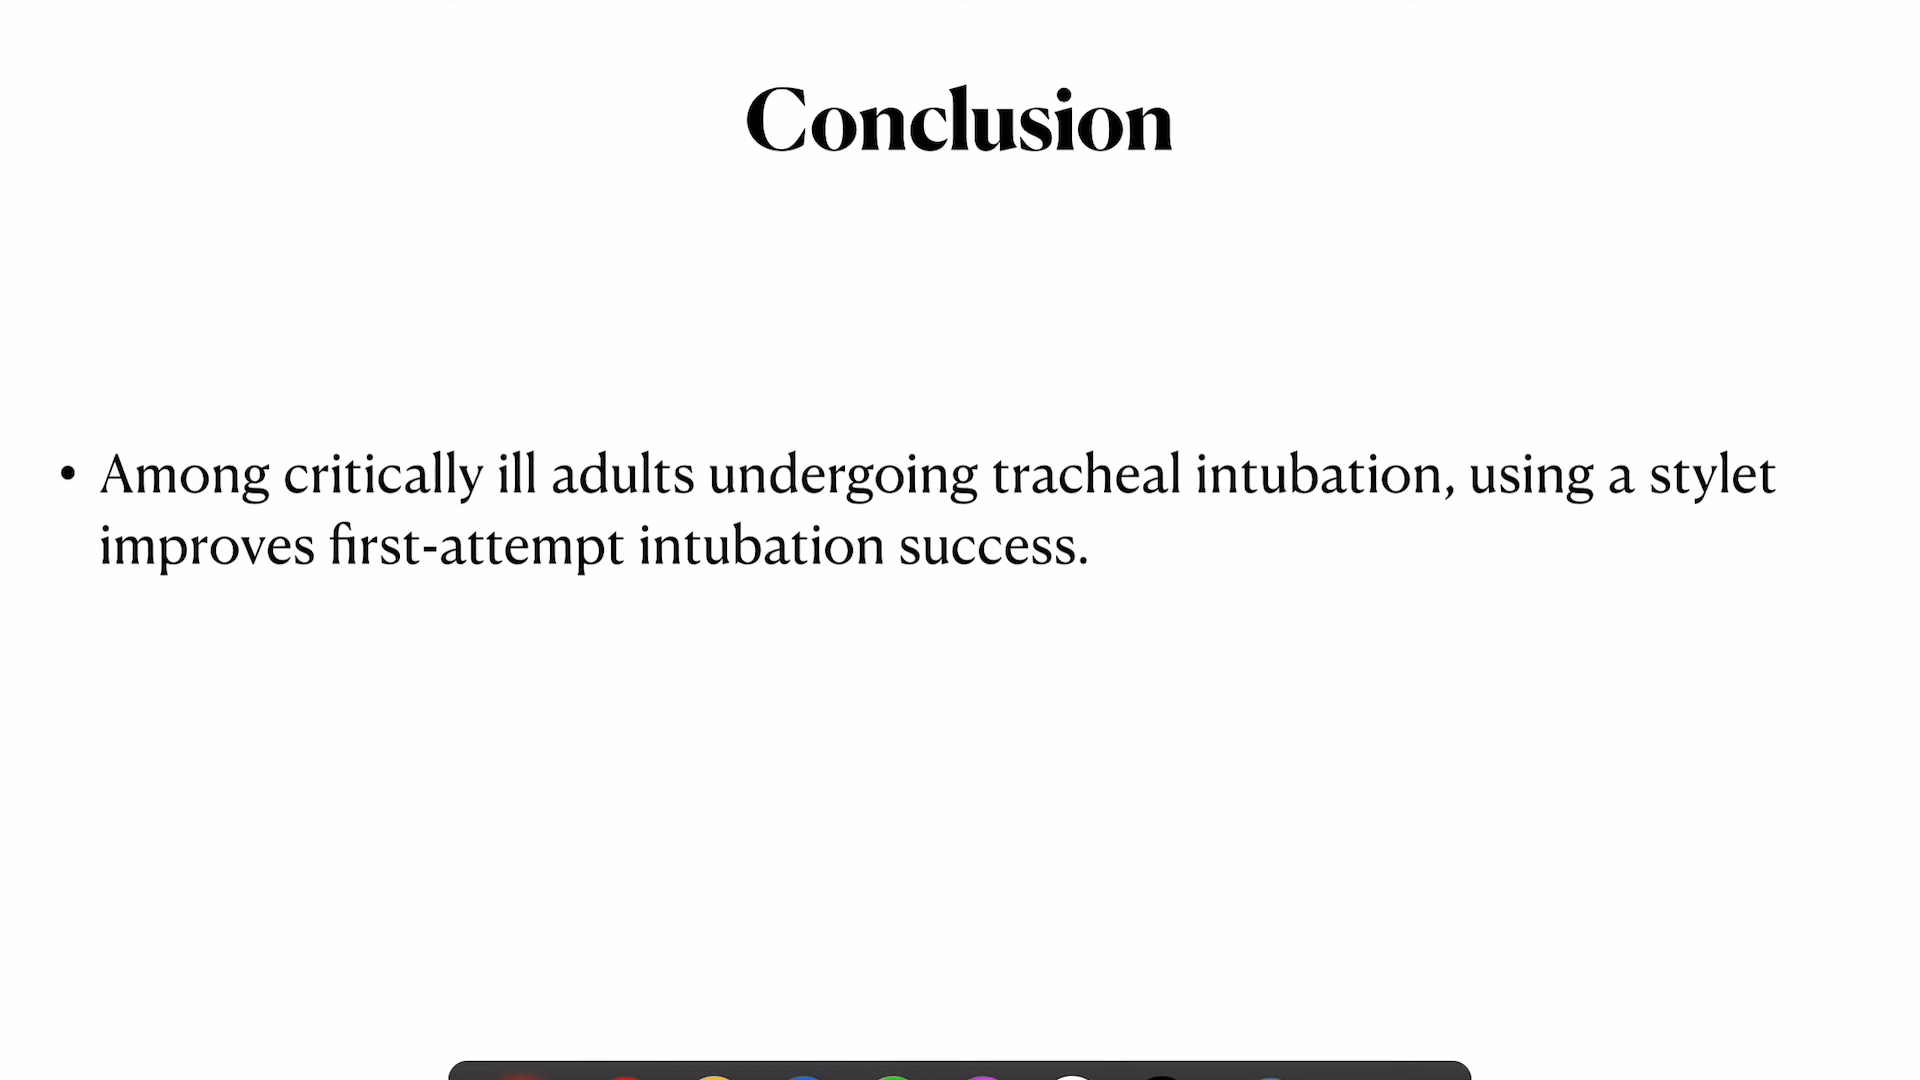 Conclusion
• Among critically ill adults undergoing tracheal intubation, using a stylet
improves first-attempt intubation success.